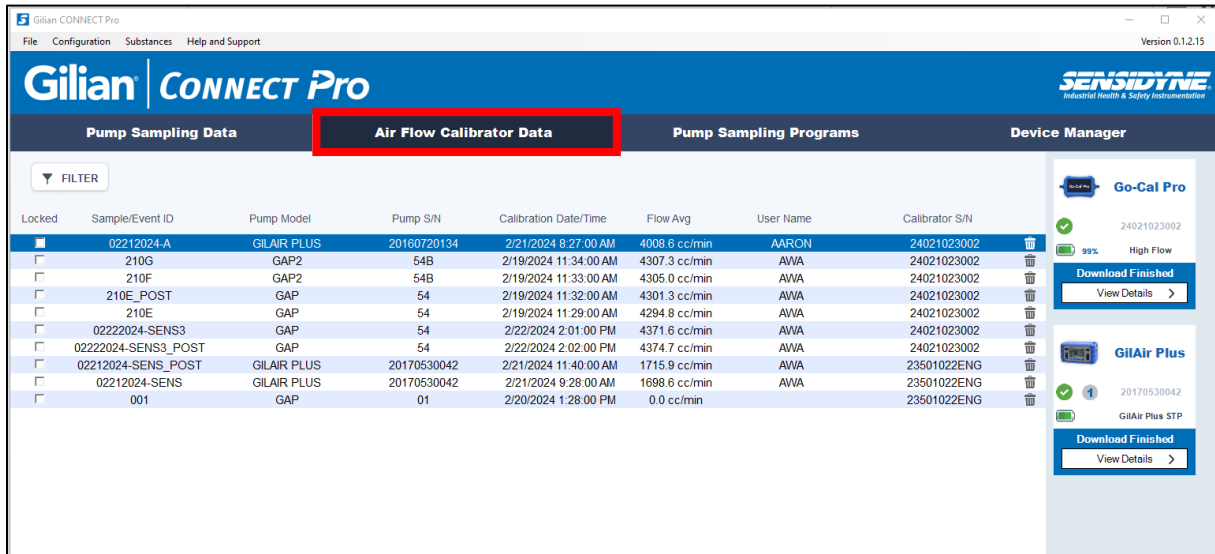 Gilian CONNECT Pro
File Configuration Substances Help and Support Version 0.1.2.15
Gilian CONNECT Pro
SENSIDYNE
Industrial Health & Safety Instrumentation
Pump Sampling Data Air Flow Calibrator Data Pump Sampling Programs Device Manager
FILTER
Locked Sample/Event ID Pump Model Pump S/N Calibration Date/Time Flow Avg User Name Calibrator S/N
02212024-A GILAIR PLUS 20160720134 2/21/2024 8:27:00 AM 4008.6 cc/min AARON 24021023002
210G GAP2 54B 2/19/2024 11:34:00 AM 4307.3 cc/min AWA 24021023002
210F GAP2 54B 2/19/2024 11:33:00 AM 4305.0 cc/min AWA 24021023002
210E_POST GAP 54 2/19/2024 11:32:00 AM 4301.3 cc/min AWA 24021023002
210E GAP 54 2/19/2024 11:29:00 AM 4294.8 cc/min AWA 24021023002
02222024-SENS3 GAP 54 2/22/2024 2:01:00 PM 4371.6 cc/min AWA 24021023002
02222024-SENS3_POST GAP 54 2/22/2024 2:02:00 PM 4374.7 cc/min AWA 24021023002
02212024-SENS_POST GILAIR PLUS 20170530042 2/21/2024 11:40:00 AM 1715.9 cc/min AWA 23501022ENG
02212024-SENS GILAIR PLUS 20170530042 2/21/2024 9:28:00 AM 1698.6 cc/min AWA 23501022ENG
001 GAP 01 2/20/2024 1:28:00 PM 0.0 cc/min 23501022ENG
Go-Cal Pro
24021023002
99% High Flow
Download Finished
View Details >
GilAir Plus
1 20170530042
GilAir Plus STP
Download Finished
View Details >